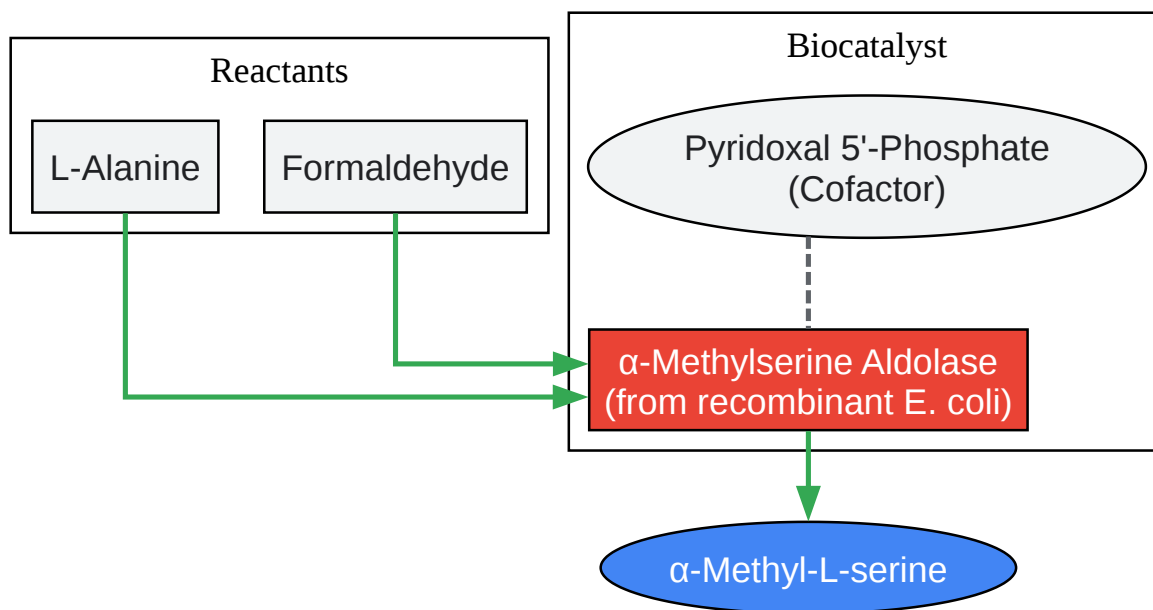 Reactants
Biocatalyst
L-Alanine
Formaldehyde
Pyridoxal 5'-Phosphate
(Cofactor)
α-Methylserine Aldolase
(from recombinant E. coli)
α-Methyl-L-serine